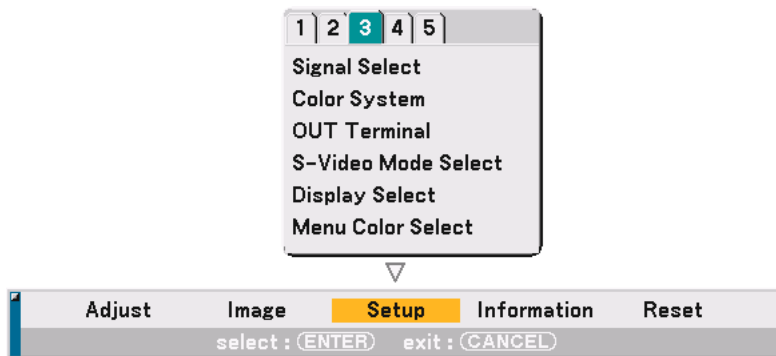 1 2 3 4 5
Signal Select
Color System
OUT Terminal
S-Video Mode Select
Display Select
Menu Color Select
Adjust Image Setup Information Reset
select : ENTER exit : CANCEL